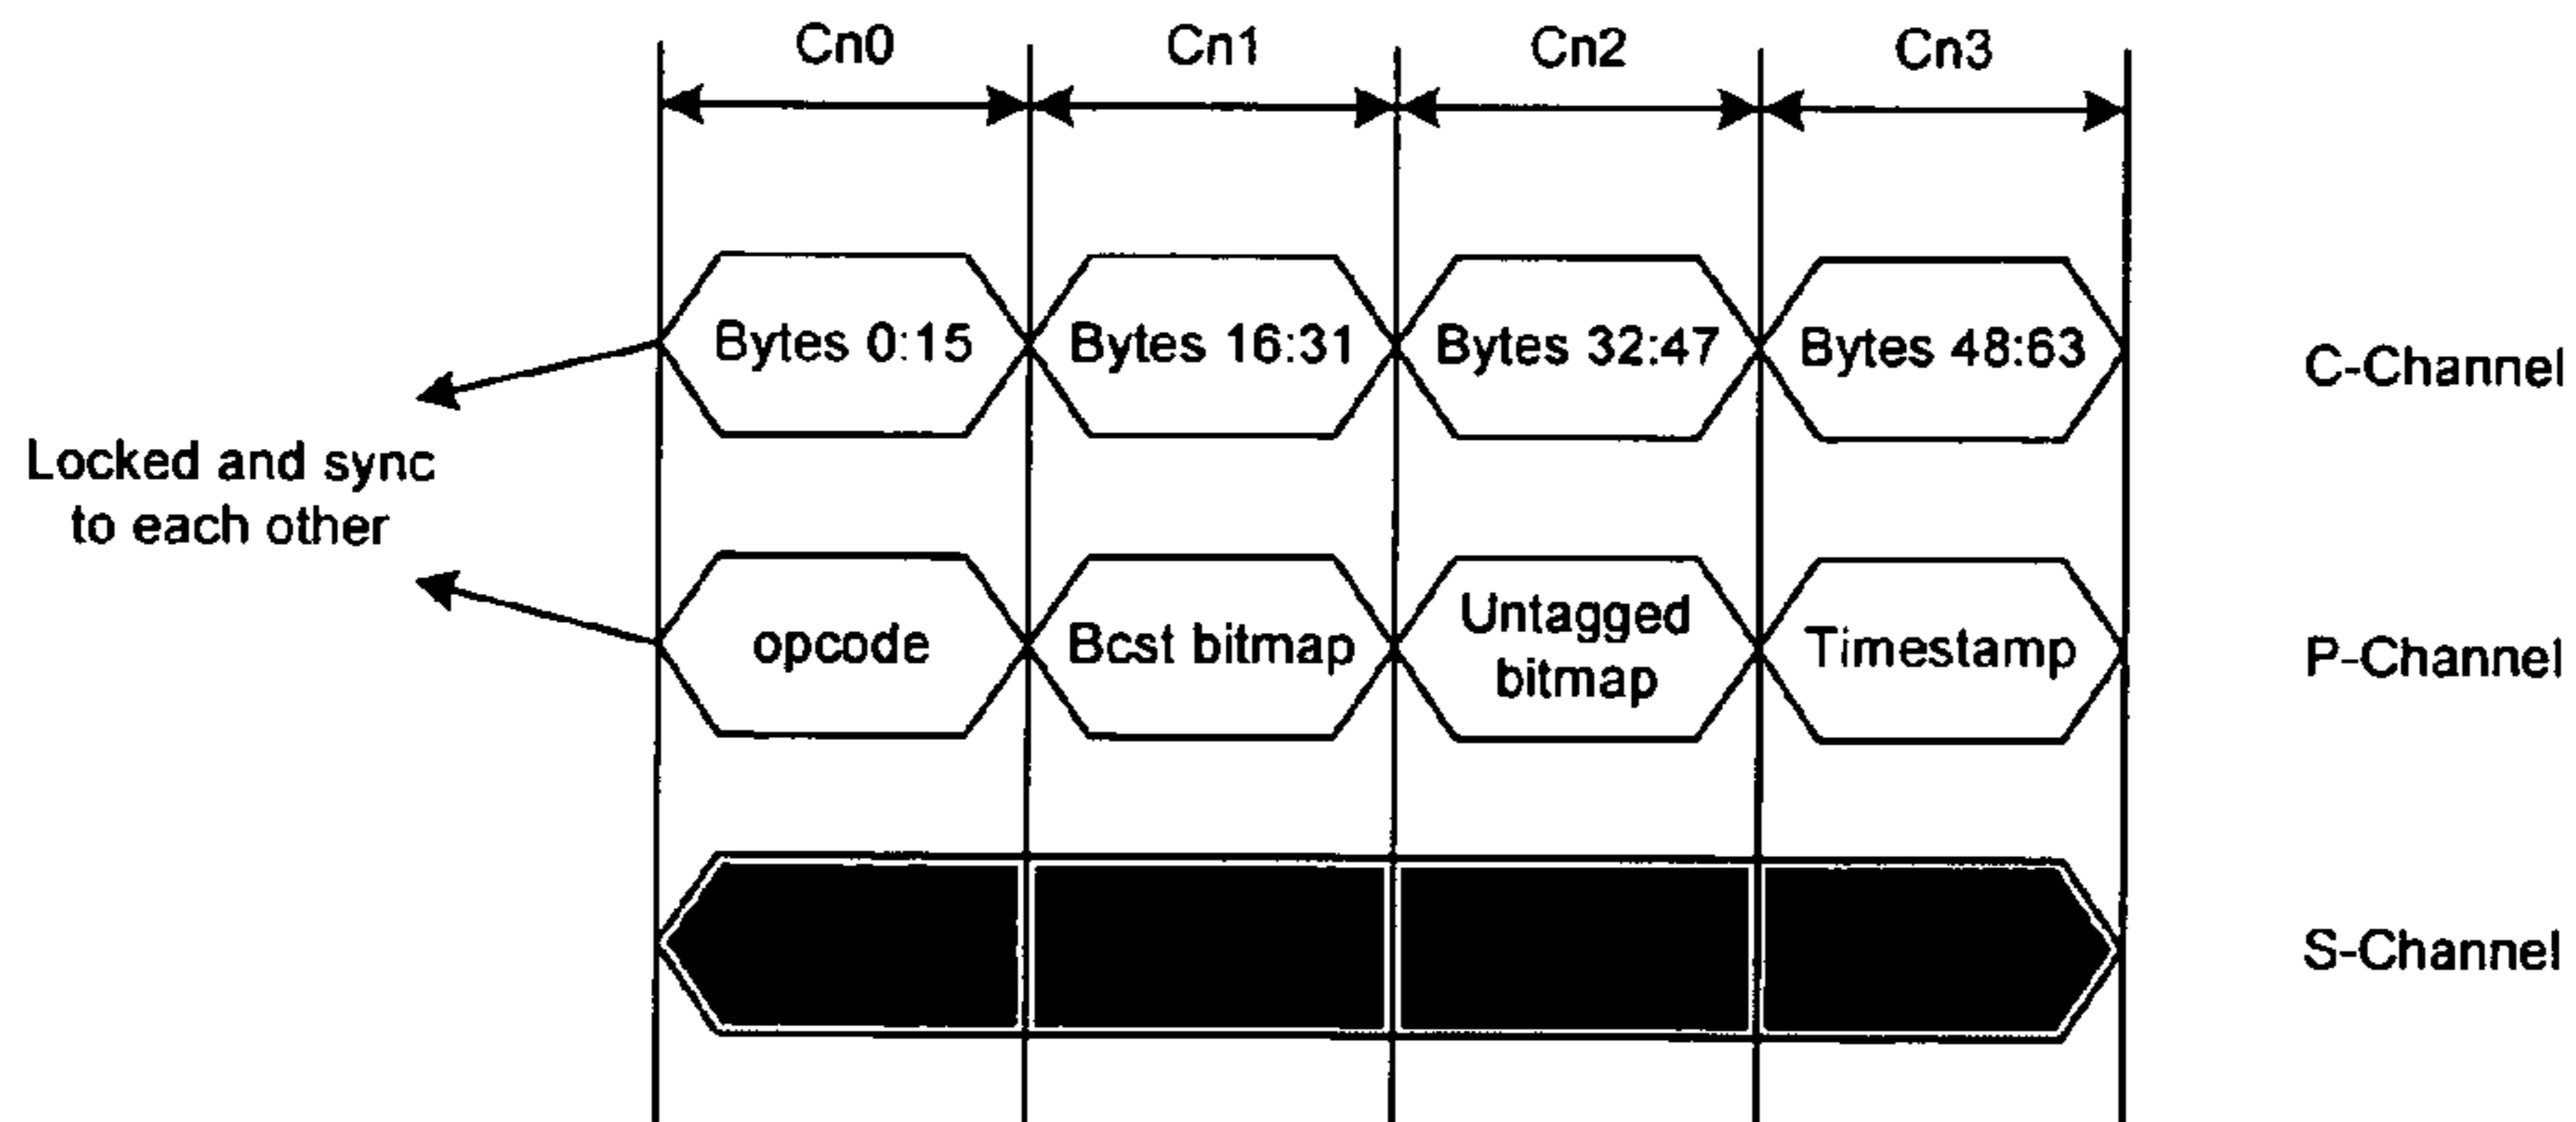 Cn0 Cn1 Cn2 Cn3
Bytes 0:15 Bytes 16:31 Bytes 32:47 Bytes 48:63 C-Channel
Locked and sync
to each other
opcode Bcst bitmap Untagged
bitmap Timestamp P-Channel
S-Channel